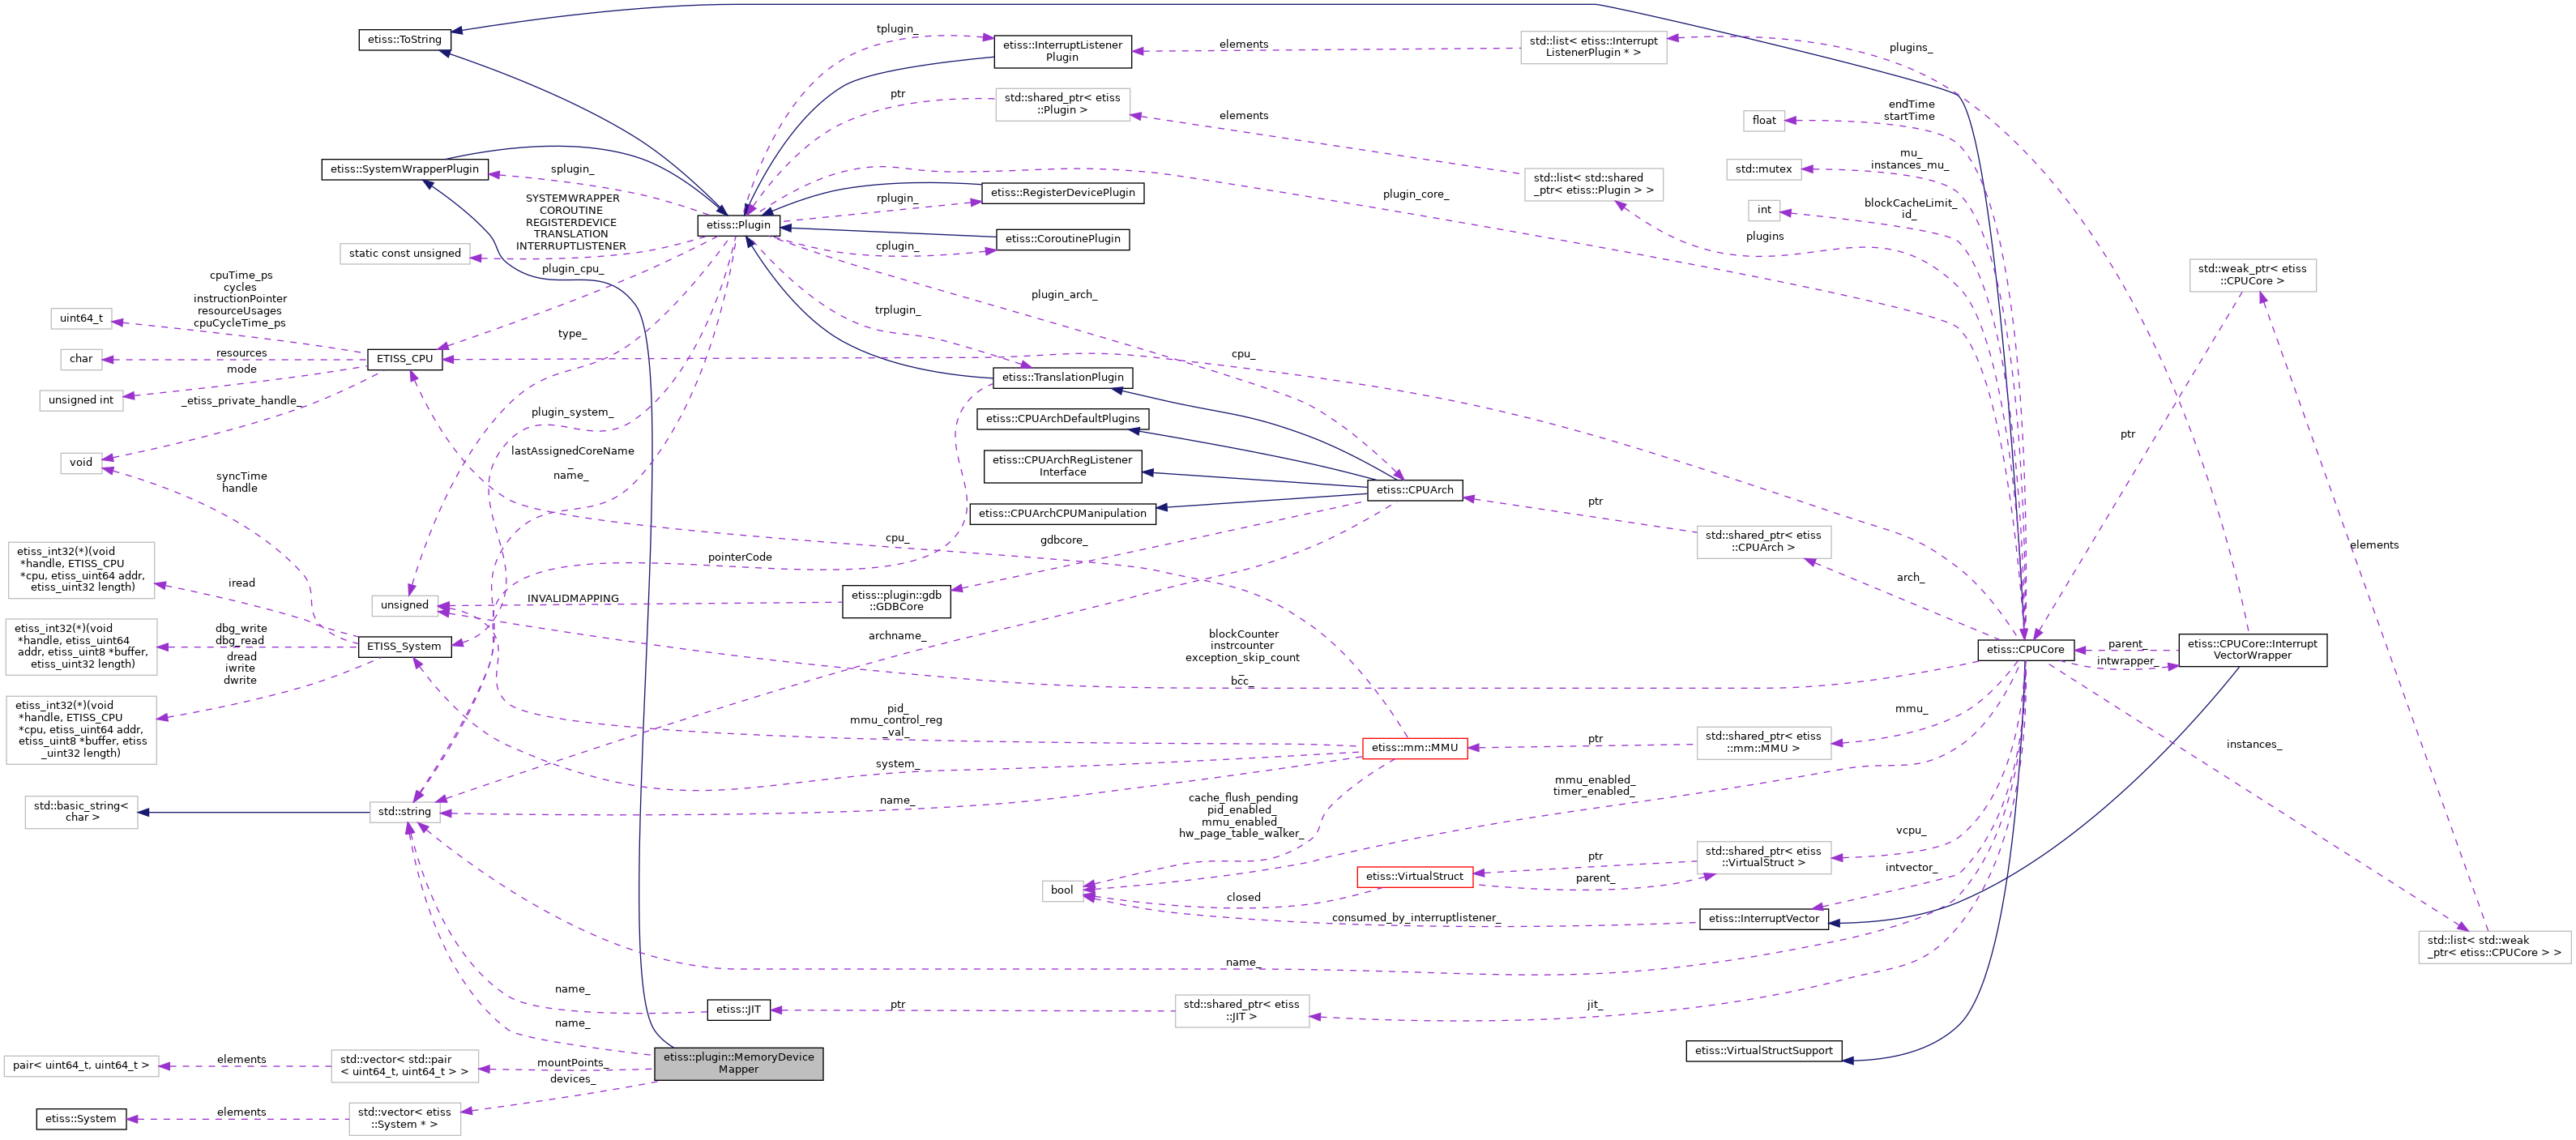 etiss::ToString
tplugin_
etiss::InterruptListener
Plugin
elements
std::list< etiss::Interrupt
ListenerPlugin * >
plugins_
ptr
std::shared_ptr< etiss
::Plugin >
elements
float
endTime
startTime
etiss::SystemWrapperPlugin
splugin_
std::mutex
mu_
instances_mu_
std::list< std::shared
_ptr< etiss::Plugin > >
plugin_core_
etiss::RegisterDevicePlugin
rplugin_
SYSTEMWRAPPER
COROUTINE
REGISTERDEVICE
TRANSLATION
INTERRUPTLISTENER
int
blockCacheLimit_
id_
etiss::Plugin
plugins
cplugin_
etiss::CoroutinePlugin
static const unsigned
plugin_cpu_
cpuTime_ps
cycles
instructionPointer
resourceUsages
cpuCycleTime_ps
std::weak_ptr< etiss
::CPUCore >
plugin_arch_
trplugin_
uint64_t
type_
char
resources
mode
ETISS_CPU
cpu_
etiss::TranslationPlugin
unsigned int
_etiss_private_handle_
plugin_system_
etiss::CPUArchDefaultPlugins
ptr
void
lastAssignedCoreName
_
name_
etiss::CPUArchRegListener
Interface
syncTime
handle
etiss::CPUArch
ptr
etiss::CPUArchCPUManipulation
cpu_
gdbcore_
std::shared_ptr< etiss
::CPUArch >
elements
etiss_int32(*)(void
*handle, ETISS_CPU
*cpu, etiss_uint64 addr,
etiss_uint32 length)
pointerCode
arch_
iread
unsigned
INVALIDMAPPING
etiss::plugin::gdb
::GDBCore
etiss_int32(*)(void
*handle, etiss_uint64
addr, etiss_uint8 *buffer,
etiss_uint32 length)
dbg_write
dbg_read
dread
iwrite
dwrite
ETISS_System
archname_
blockCounter
instrcounter
exception_skip_count
_
bcc_
etiss::CPUCore
parent_
intwrapper_
etiss::CPUCore::Interrupt
VectorWrapper
etiss_int32(*)(void
*handle, ETISS_CPU
*cpu, etiss_uint64 addr,
etiss_uint8 *buffer, etiss
_uint32 length)
pid_
mmu_control_reg
_val_
mmu_
etiss::mm::MMU
ptr
std::shared_ptr< etiss
::mm::MMU >
instances_
system_
std::basic_string<
char >
std::string
name_
cache_flush_pending
pid_enabled_
mmu_enabled_
hw_page_table_walker_
mmu_enabled_
timer_enabled_
vcpu_
ptr
std::shared_ptr< etiss
::VirtualStruct >
etiss::VirtualStruct
parent_
intvector_
bool
closed
consumed_by_interruptlistener_
etiss::InterruptVector
std::list< std::weak
_ptr< etiss::CPUCore > >
name_
name_
etiss::JIT
ptr
std::shared_ptr< etiss
::JIT >
jit_
name_
etiss::plugin::MemoryDevice
Mapper
etiss::VirtualStructSupport
pair< uint64_t, uint64_t >
elements
std::vector< std::pair
< uint64_t, uint64_t > >
mountPoints_
devices_
etiss::System
elements
std::vector< etiss
::System * >